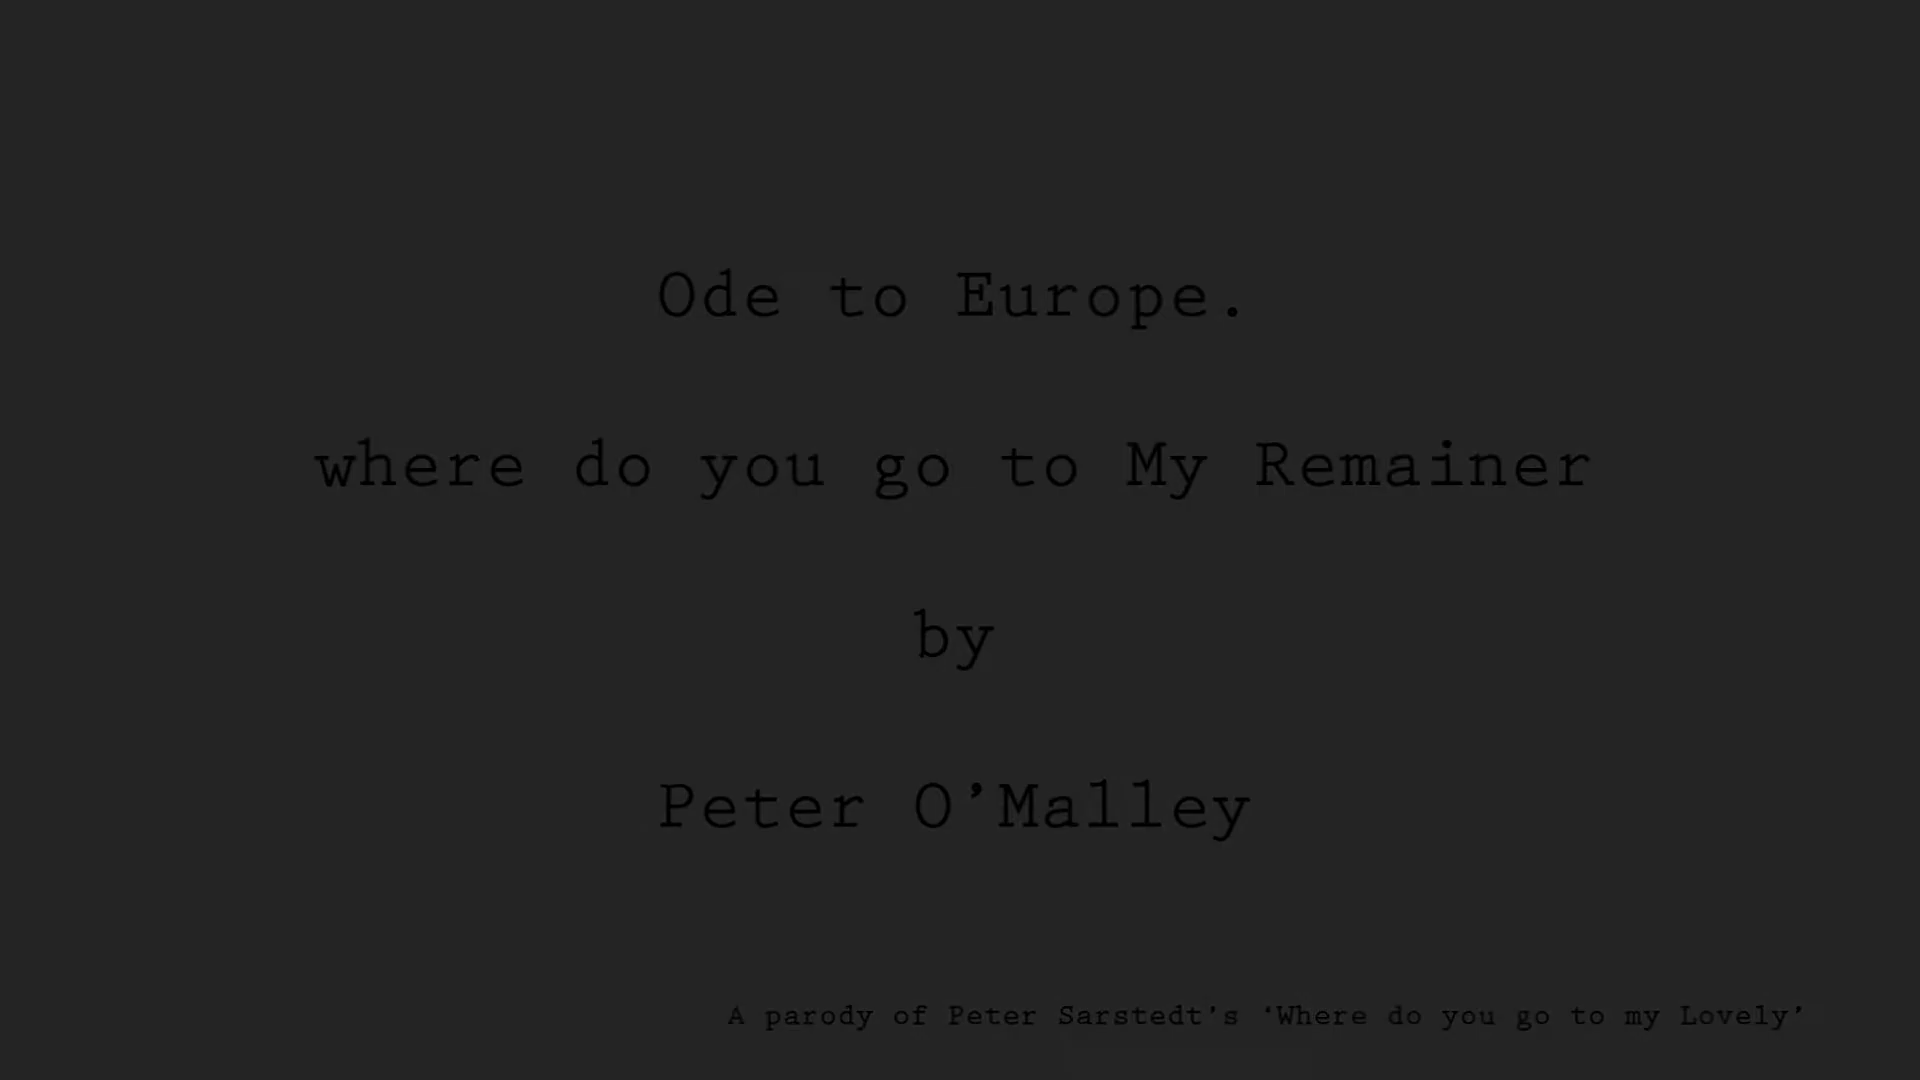 Ode to Europe.
where do you go to My Remainer
by
Peter O’Malley
A parody of Peter Sarstedt’s ‘Where do you go to my Lovely’